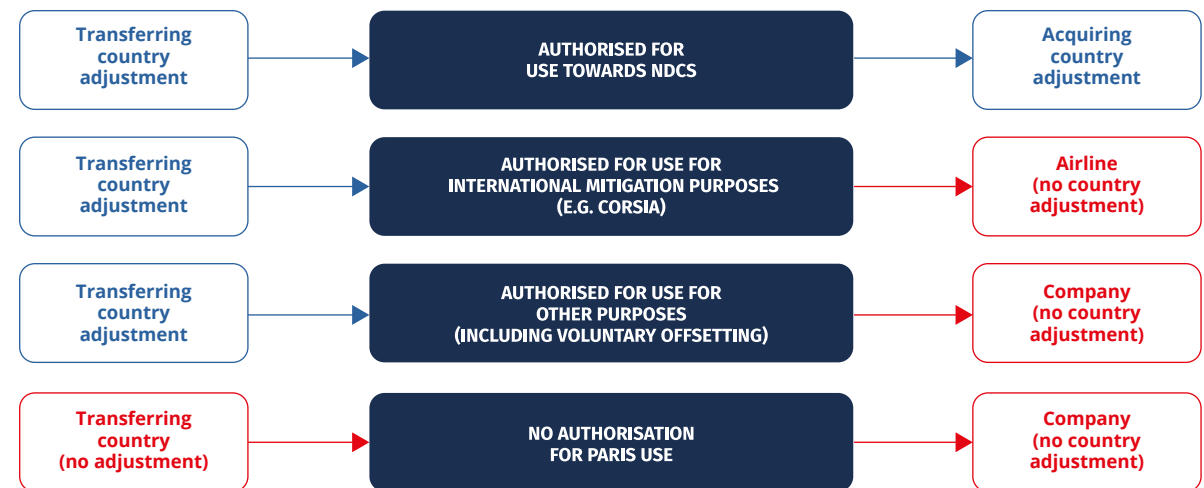 Transferring
country
adjustment
AUTHORISED FOR
USE TOWARDS NDCS
Acquiring
country
adjustment
Transferring
country
adjustment
AUTHORISED FOR USE FOR
INTERNATIONAL MITIGATION PURPOSES
(E.G. CORSIA)
Airline
(no country
adjustment)
Transferring
country
adjustment
AUTHORISED FOR USE FOR
OTHER PURPOSES
(INCLUDING VOLUNTARY OFFSETTING)
Company
(no country
adjustment)
Transferring
country
(no adjustment)
NO AUTHORISATION
FOR PARIS USE
Company
(no country
adjustment)